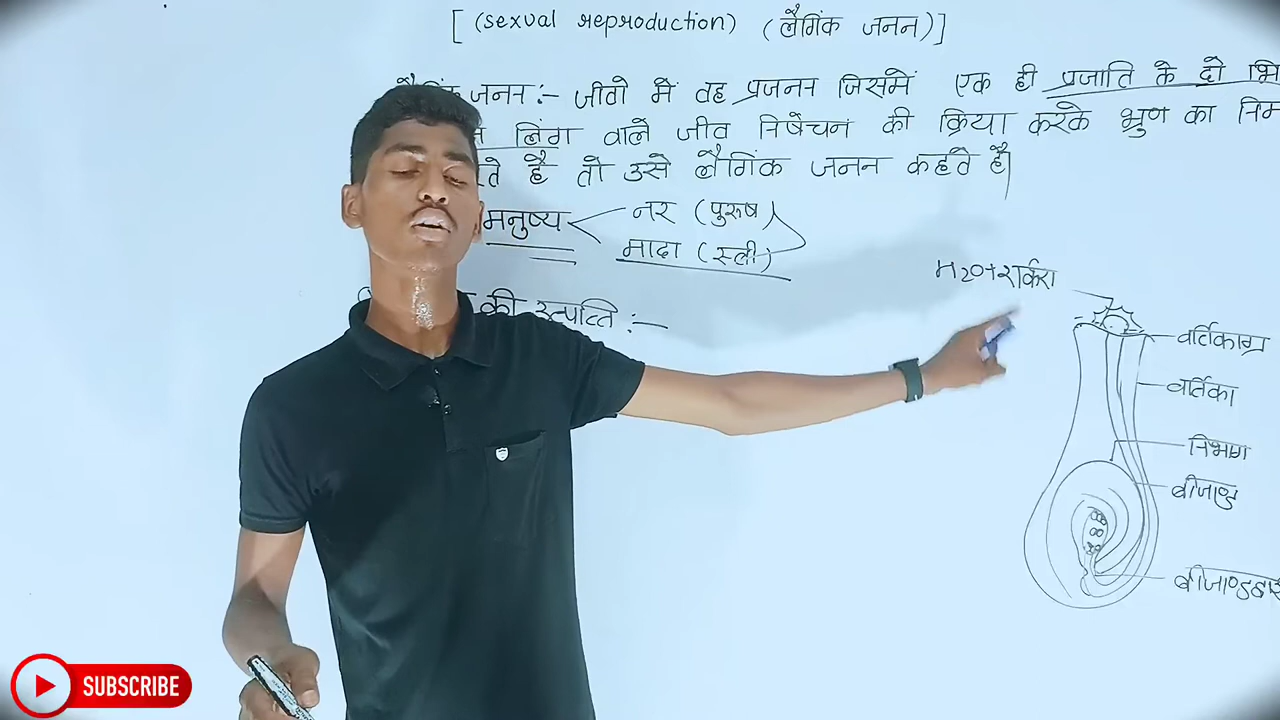 [ (sexual reproduction) (लैगिंक जनन)]
जनन :- जीवो में वह प्रजनन जिसमें एक ही प्रजाति के दो
लिंग वाले जीव निषेचन की क्रिया करके भ्रुण का
है तो उसे लैगिंक जनन कहते है|
मनुष्य
नर (पुरुष)
मादा (स्त्री)
की उत्पत्ति :-
H2O+शर्करा
वर्तिकाग्र
वर्तिका
निभाग
बीजाण्ड
SUBSCRIBE